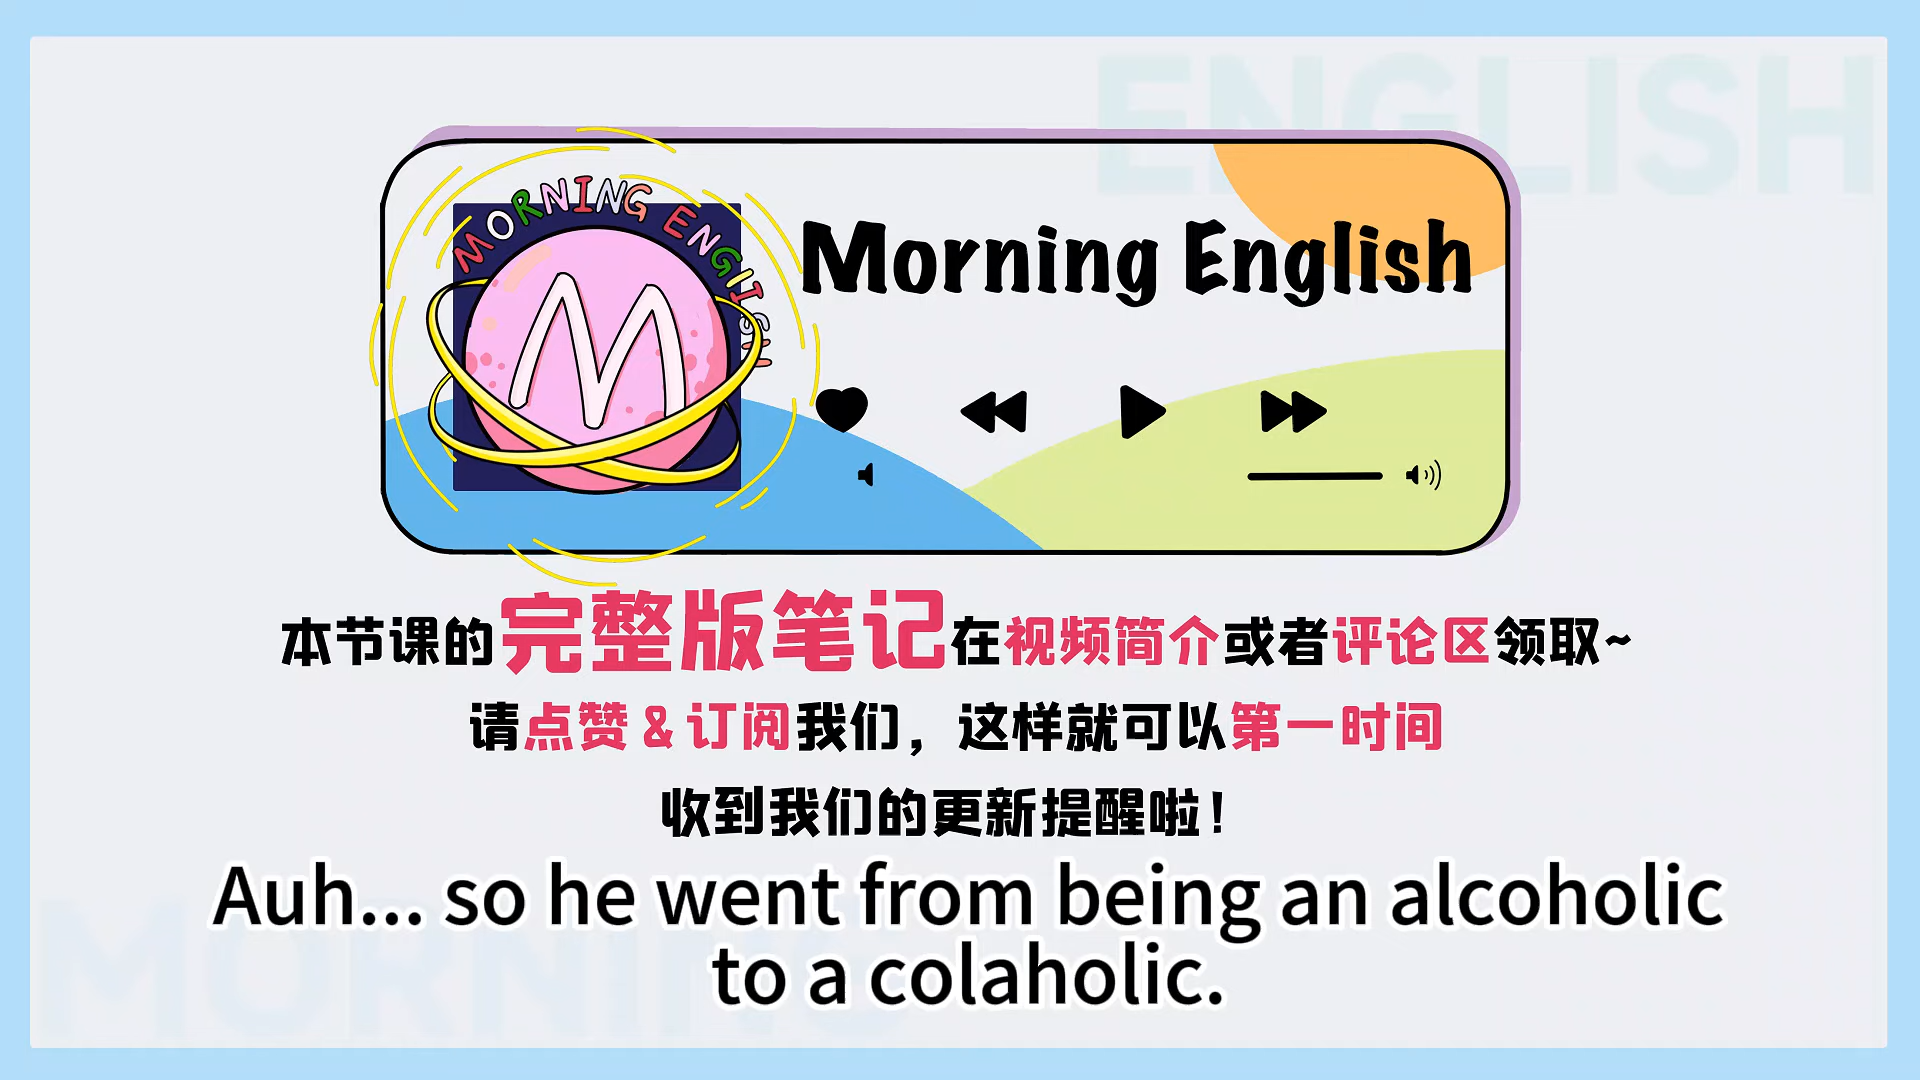 ENGLISH
MORNING ENGLISH
M
Morning English
本节课的完整版笔记在视频简介或者评论区领取~
请点赞&订阅我们，这样就可以第一时间
收到我们的更新提醒啦！
MORNING
Auh... so he went from being an alcoholic
to a colaholic.